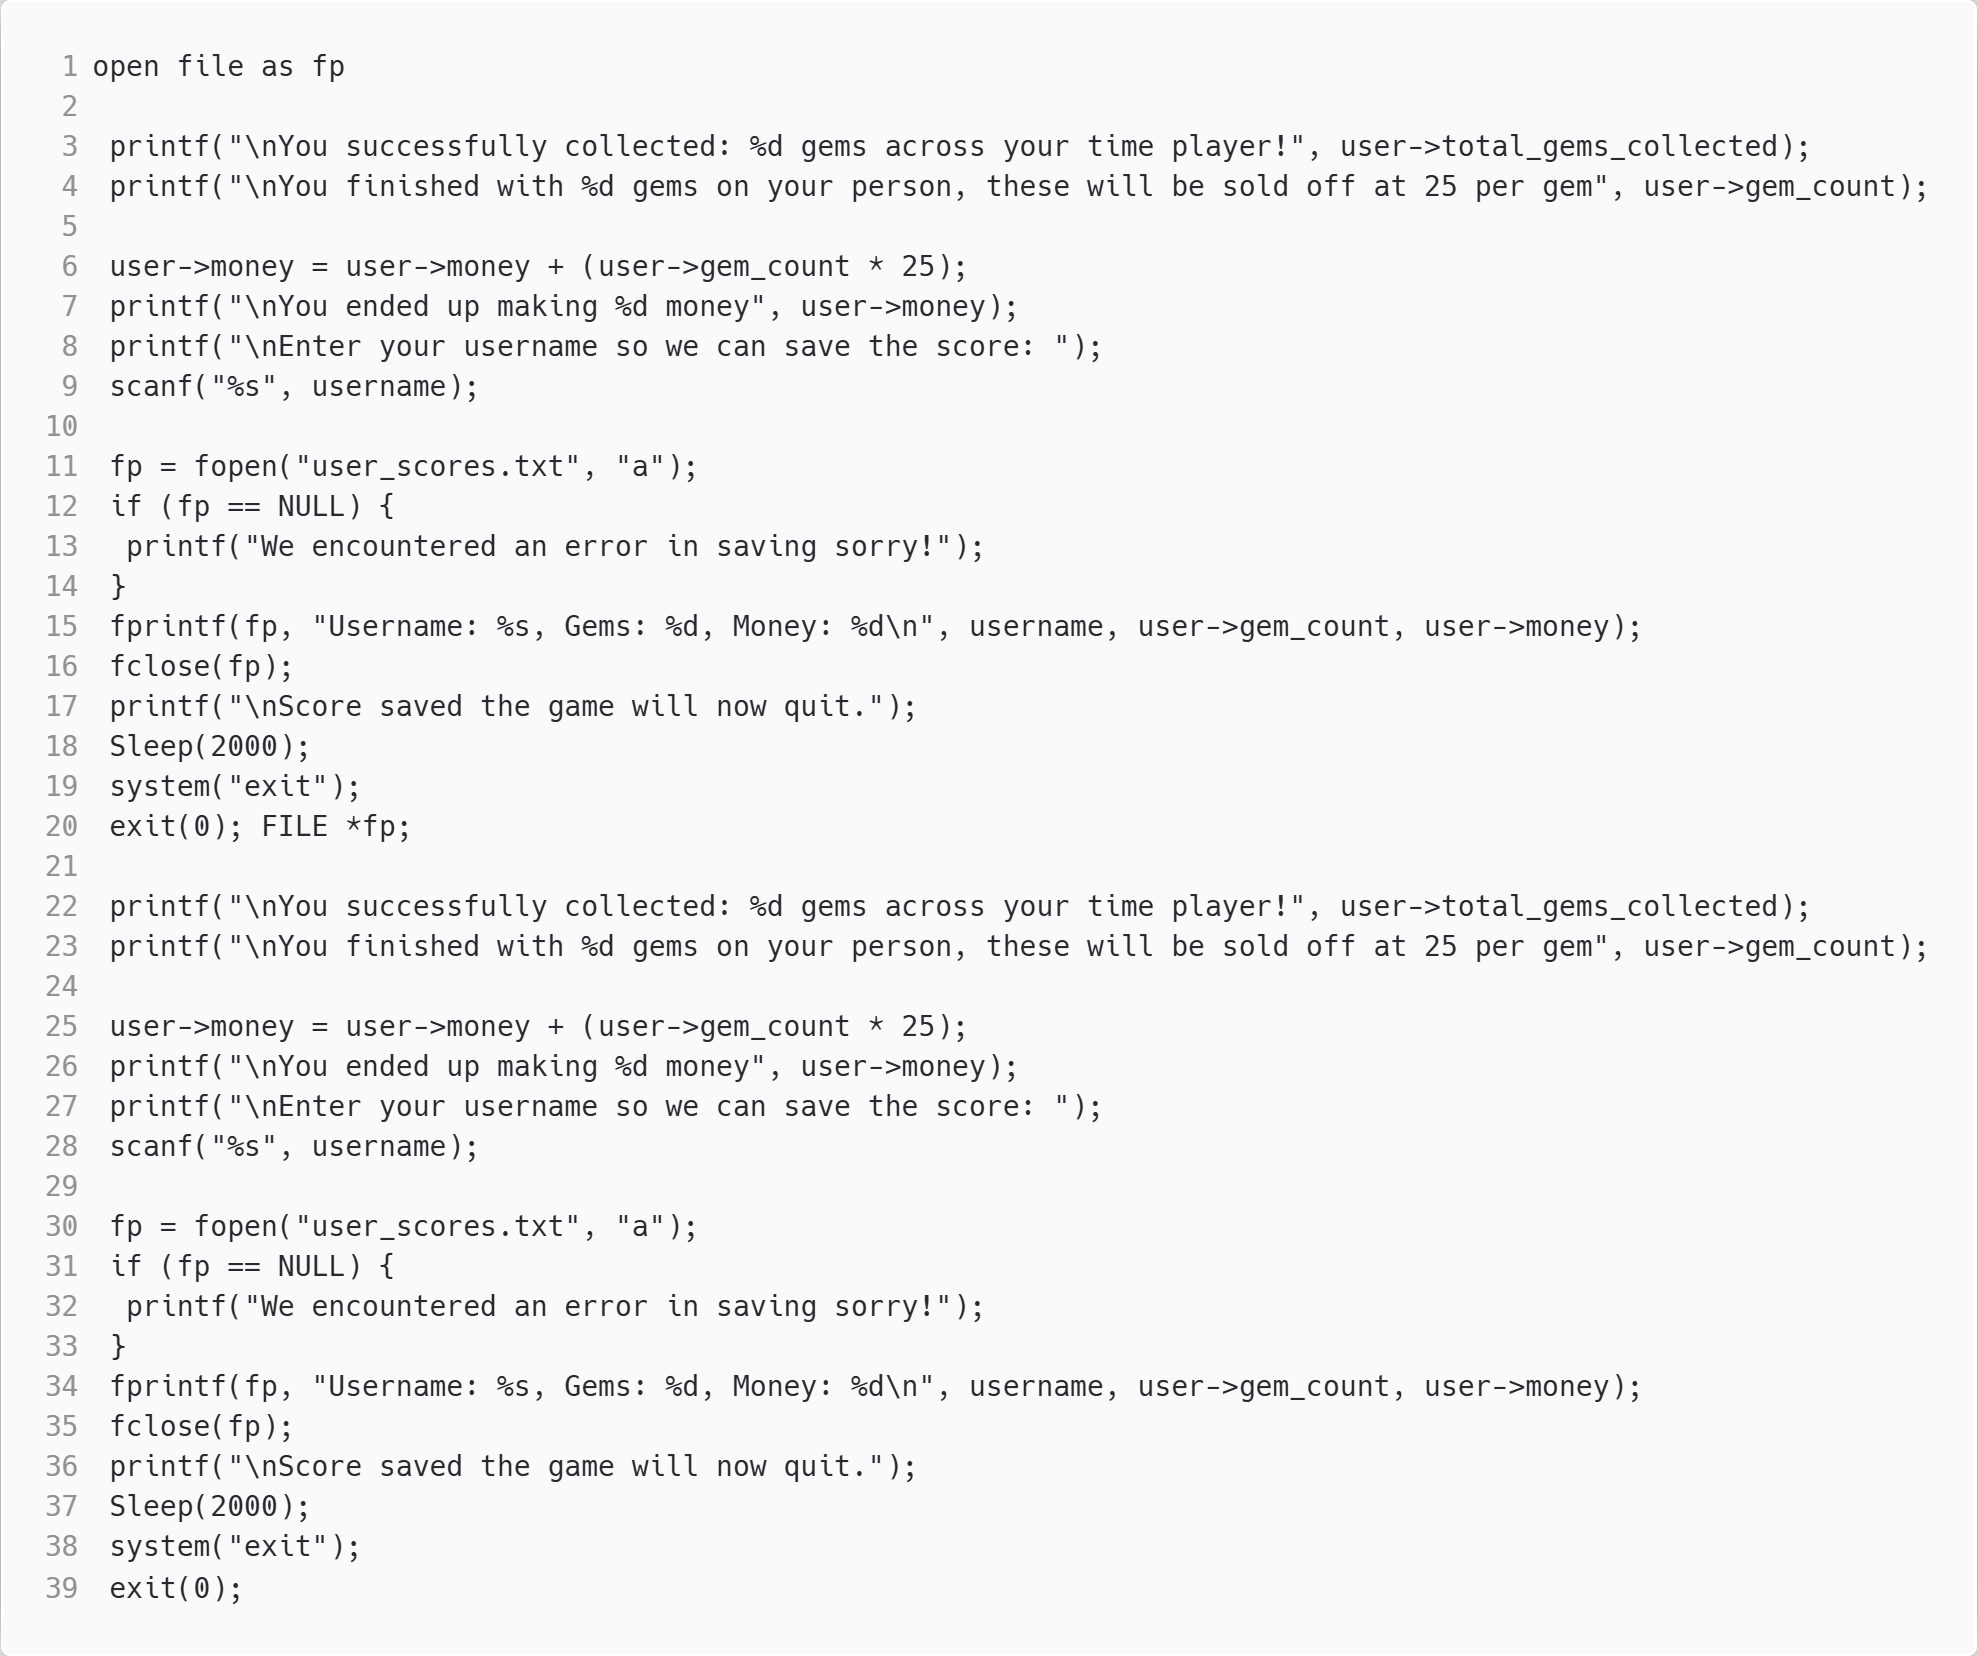 1 open file as fp
2
3 printf("\nYou successfully collected: %d gems across your time player!", user->total_gems_collected);
4 printf("\nYou finished with %d gems on your person, these will be sold off at 25 per gem", user->gem_count);
5
6 user->money = user->money + (user->gem_count * 25);
7 printf("\nYou ended up making %d money", user->money);
8 printf("\nEnter your username so we can save the score: ");
9 scanf("%s", username);
10
11 fp = fopen("user_scores.txt", "a");
12 if (fp == NULL) {
13  printf("We encountered an error in saving sorry!");
14 }
15 fprintf(fp, "Username: %s, Gems: %d, Money: %d\n", username, user->gem_count, user->money);
16 fclose(fp);
17 printf("\nScore saved the game will now quit.");
18 Sleep(2000);
19 system("exit");
20 exit(0); FILE *fp;
21
22 printf("\nYou successfully collected: %d gems across your time player!", user->total_gems_collected);
23 printf("\nYou finished with %d gems on your person, these will be sold off at 25 per gem", user->gem_count);
24
25 user->money = user->money + (user->gem_count * 25);
26 printf("\nYou ended up making %d money", user->money);
27 printf("\nEnter your username so we can save the score: ");
28 scanf("%s", username);
29
30 fp = fopen("user_scores.txt", "a");
31 if (fp == NULL) {
32  printf("We encountered an error in saving sorry!");
33 }
34 fprintf(fp, "Username: %s, Gems: %d, Money: %d\n", username, user->gem_count, user->money);
35 fclose(fp);
36 printf("\nScore saved the game will now quit.");
37 Sleep(2000);
38 system("exit");
39 exit(0);